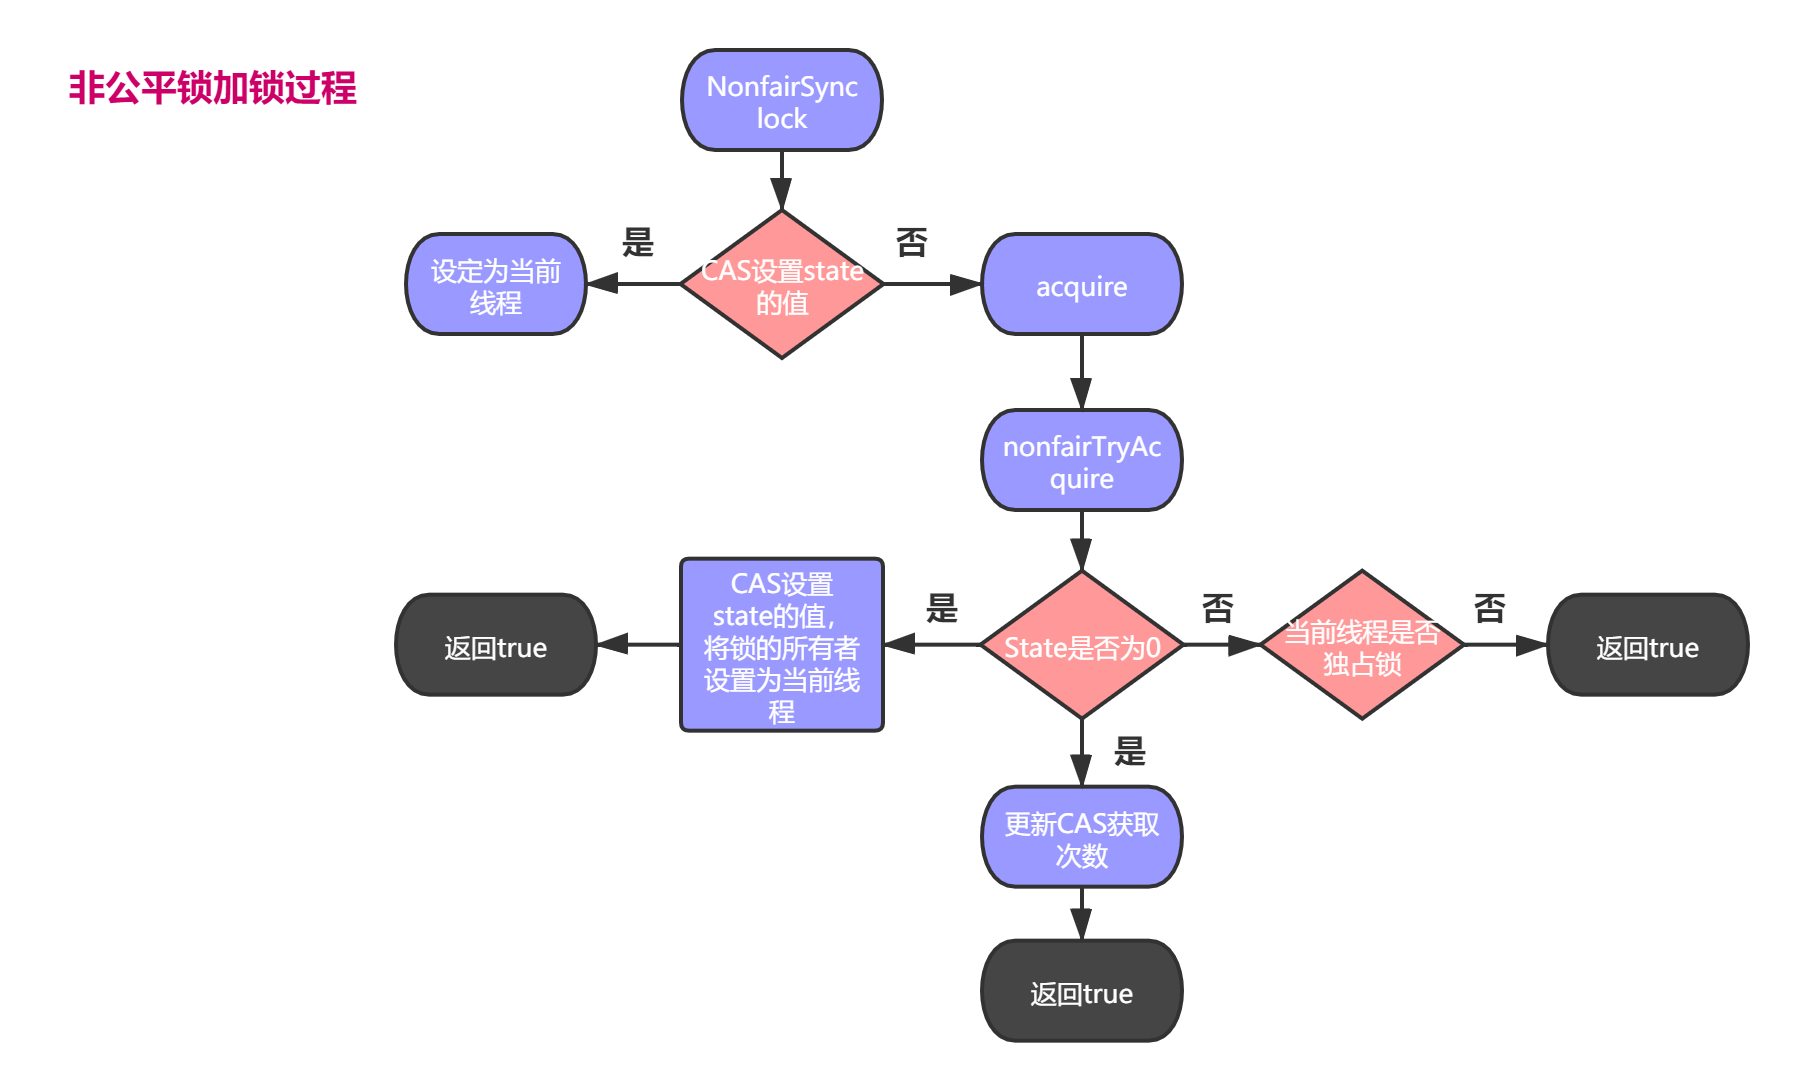 非公平锁加锁过程
NonfairSync
lock
是
否
设定为当前
线程
CAS设置state
的值
acquire
nonfairTryAc
quire
返回true
CAS设置
state的值，
将锁的所有者
设置为当前线
程
是
State是否为0
否
当前线程是否
独占锁
否
返回true
是
更新CAS获取
次数
返回true